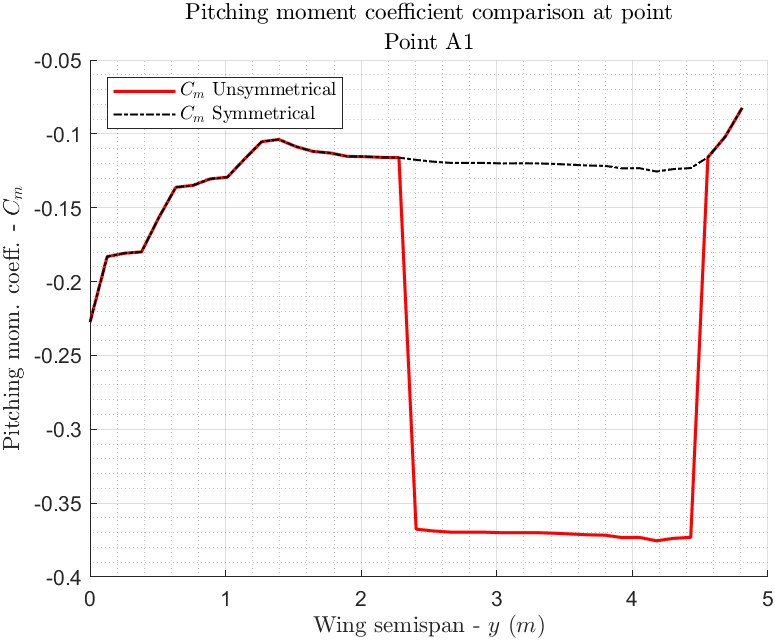 Pitching moment coefficient comparison at point
Point A1
C_m Unsymmetrical
C_m Symmetrical
Pitching mom. coeff. - C_m
-0.05
-0.1
-0.15
-0.2
-0.25
-0.3
-0.35
-0.4
0 1 2 3 4 5
Wing semispan - y (m)